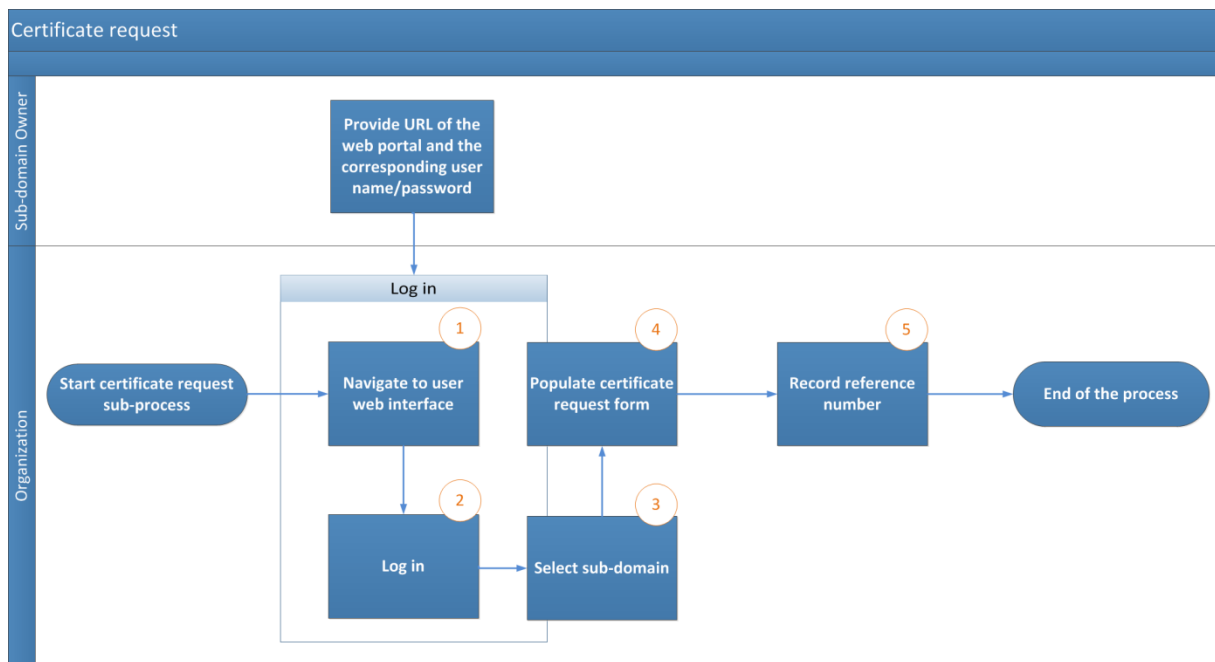 Certificate request
Sub-domain Owner
Provide URL of the
web portal and the
corresponding user
name/password
Organization
Log in
Start certificate request
sub-process
1
Navigate to user
web interface
2
Log in
3
Select sub-domain
4
Populate certificate
request form
5
Record reference
number
End of the process